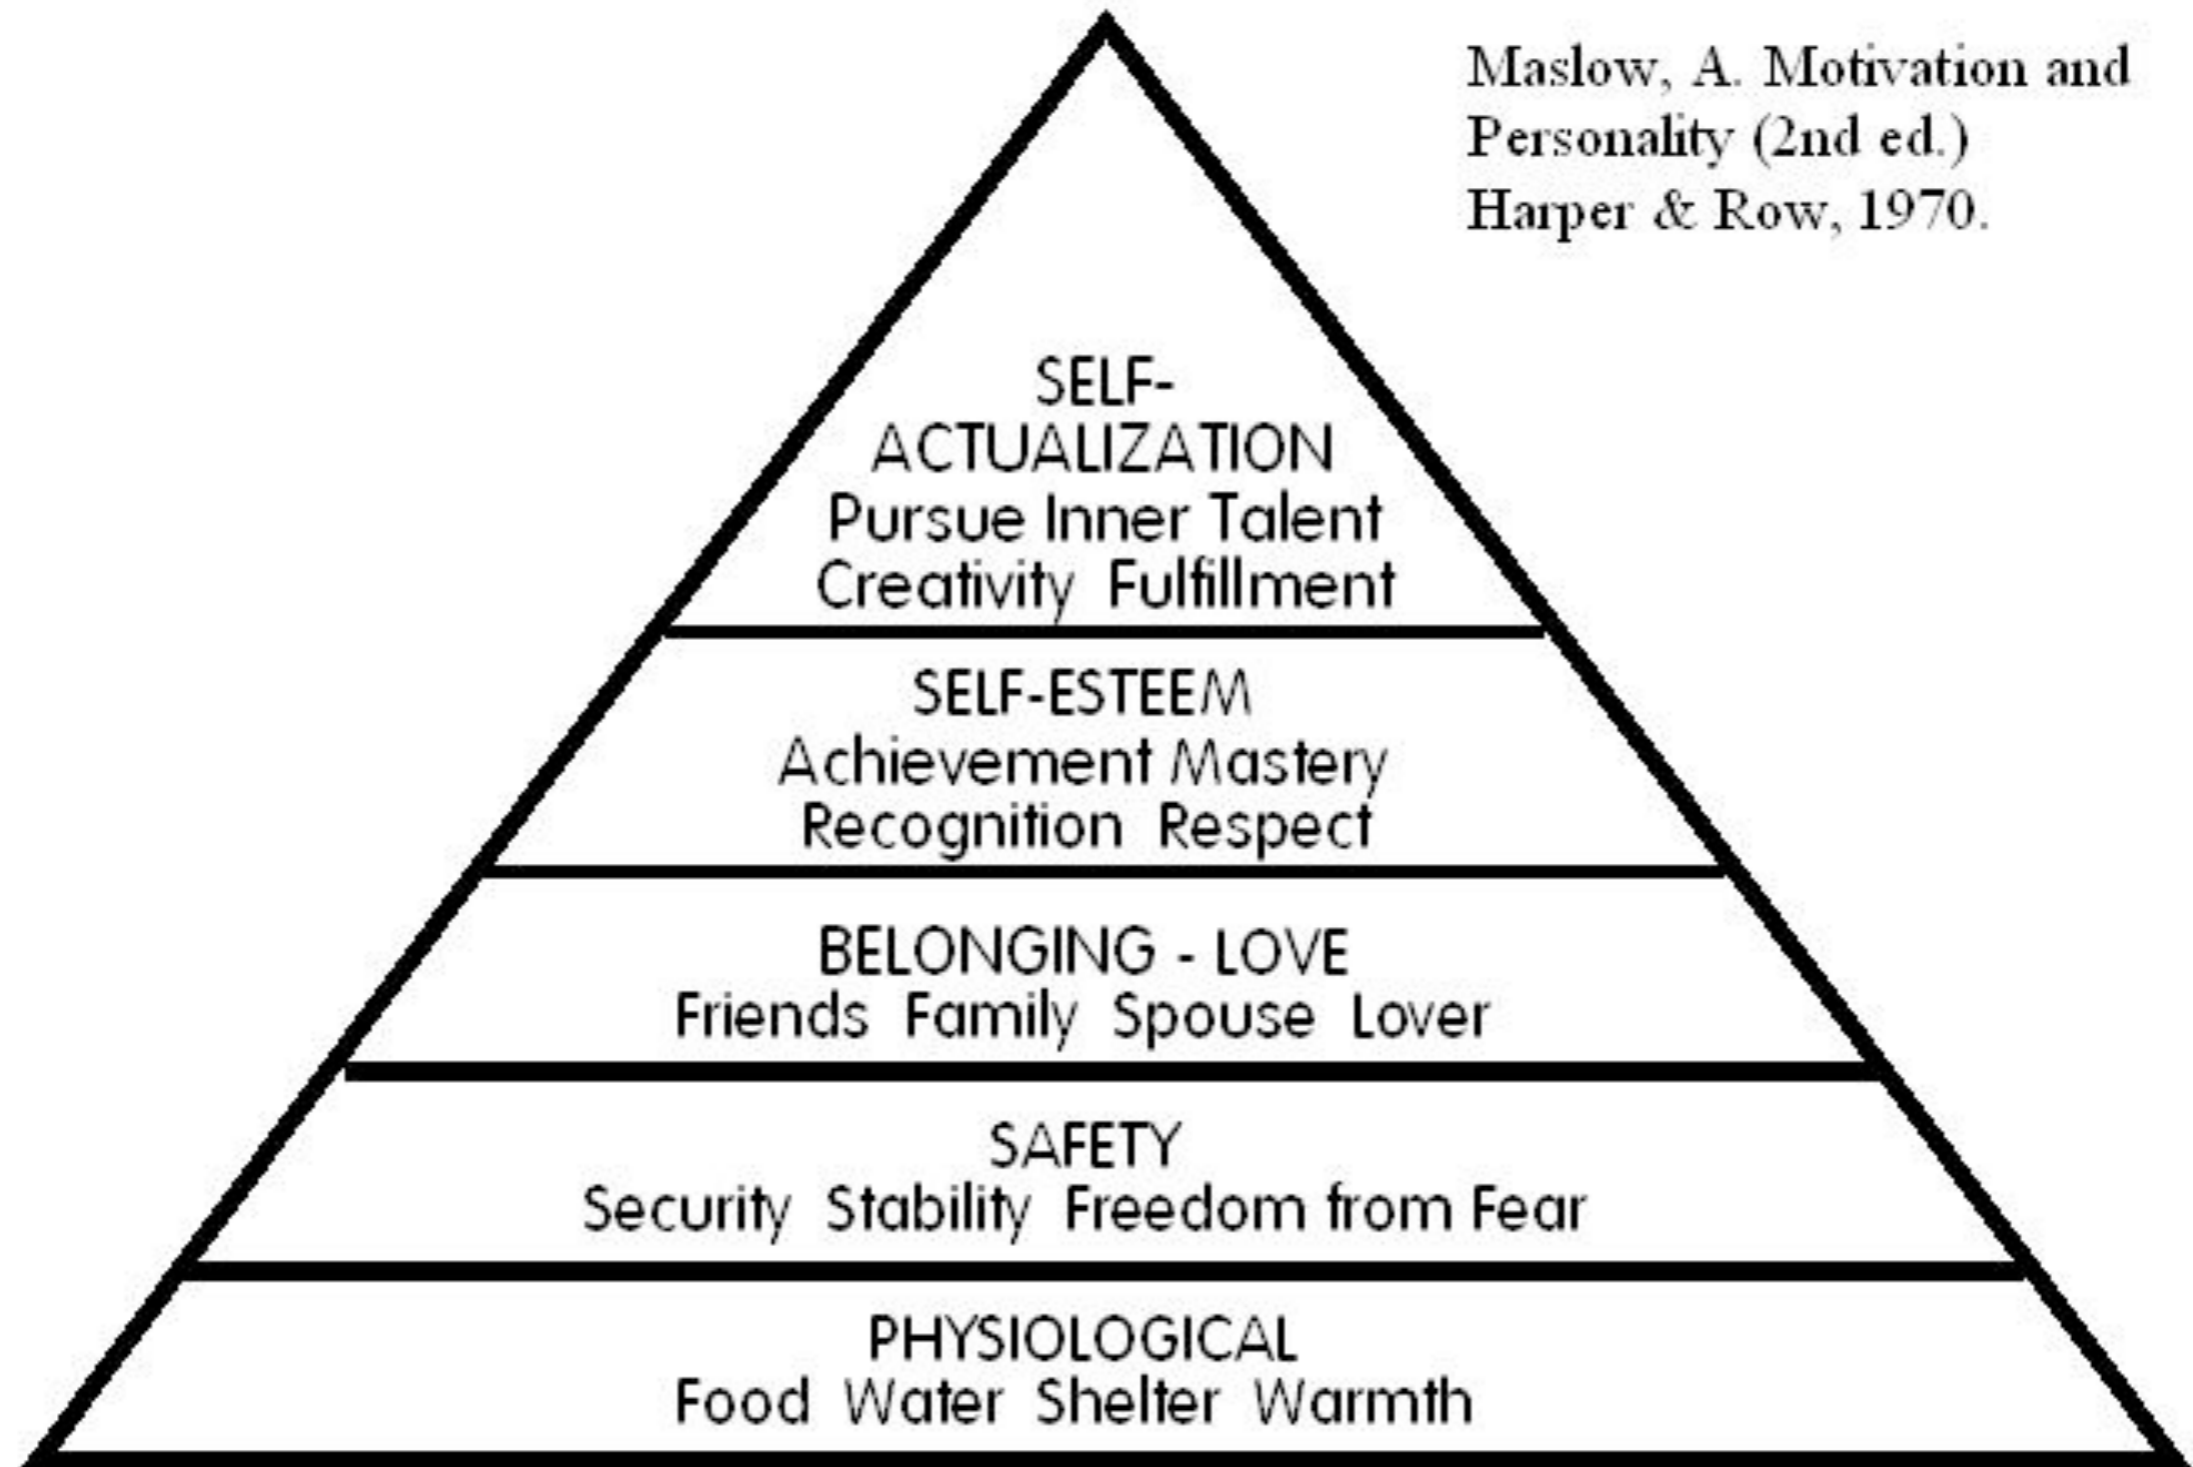 Maslow, A. Motivation and
Personality (2nd ed.)
Harper & Row, 1970.
SELF-
ACTUALIZATION
Pursue Inner Talent
Creativity Fulfillment
SELF-ESTEEM
Achievement Mastery
Recognition Respect
BELONGING - LOVE
Friends Family Spouse Lover
SAFETY
Security Stability Freedom from Fear
PHYSIOLOGICAL
Food Water Shelter Warmth